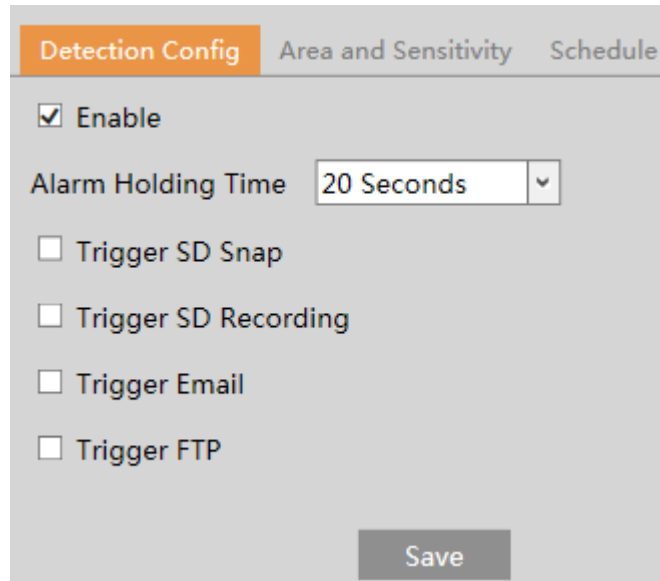 Detection Config Area and Sensitivity Schedule
Enable
Alarm Holding Time 20 Seconds
Trigger SD Snap
Trigger SD Recording
Trigger Email
Trigger FTP
Save